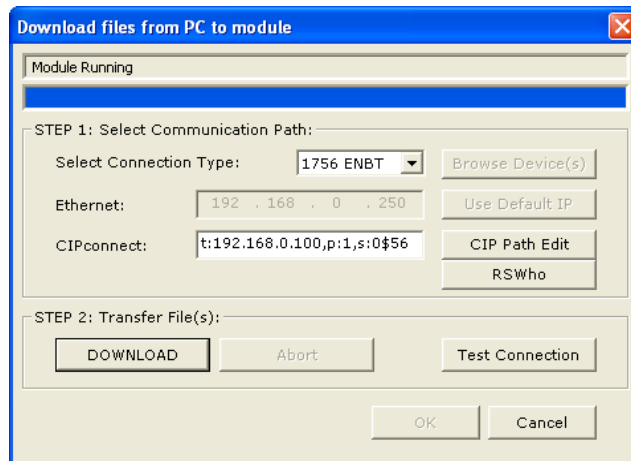 Download files from PC to module
Module Running
STEP 1: Select Communication Path:
Select Connection Type: 1756 ENBT Browse Device(s)
Ethernet: 192 . 168 . 0 . 250 Use Default IP
CIPconnect: t:192.168.0.100,p:1,s:0$56 CIP Path Edit
RSWho
STEP 2: Transfer File(s):
DOWNLOAD Abort Test Connection
OK Cancel